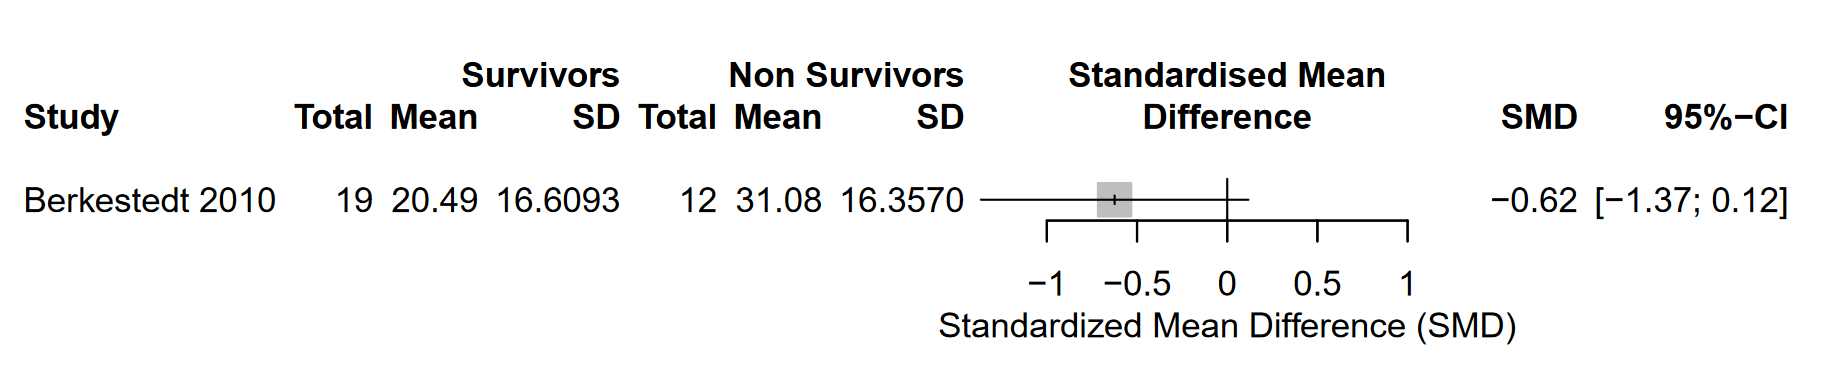 Survivors Non Survivors Standardised Mean
Study Total Mean SD Total Mean SD Difference SMD 95%−CI
Berkestedt 2010 19 20.49 16.6093 12 31.08 16.3570 −0.62 [−1.37; 0.12]
−1 −0.5 0 0.5 1
Standardized Mean Difference (SMD)